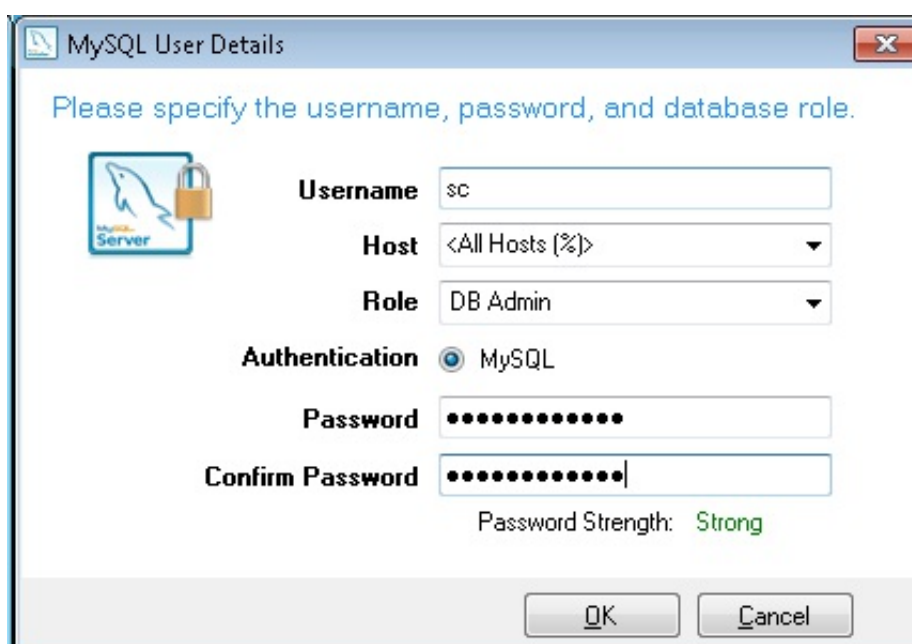 MySQL User Details
Please specify the username, password, and database role.
MySQL
Server
Username sc
Host <All Hosts (%)>
Role DB Admin
Authentication MySQL
Password ●●●●●●●●●●●●
Confirm Password ●●●●●●●●●●●●
Password Strength: Strong
OK Cancel